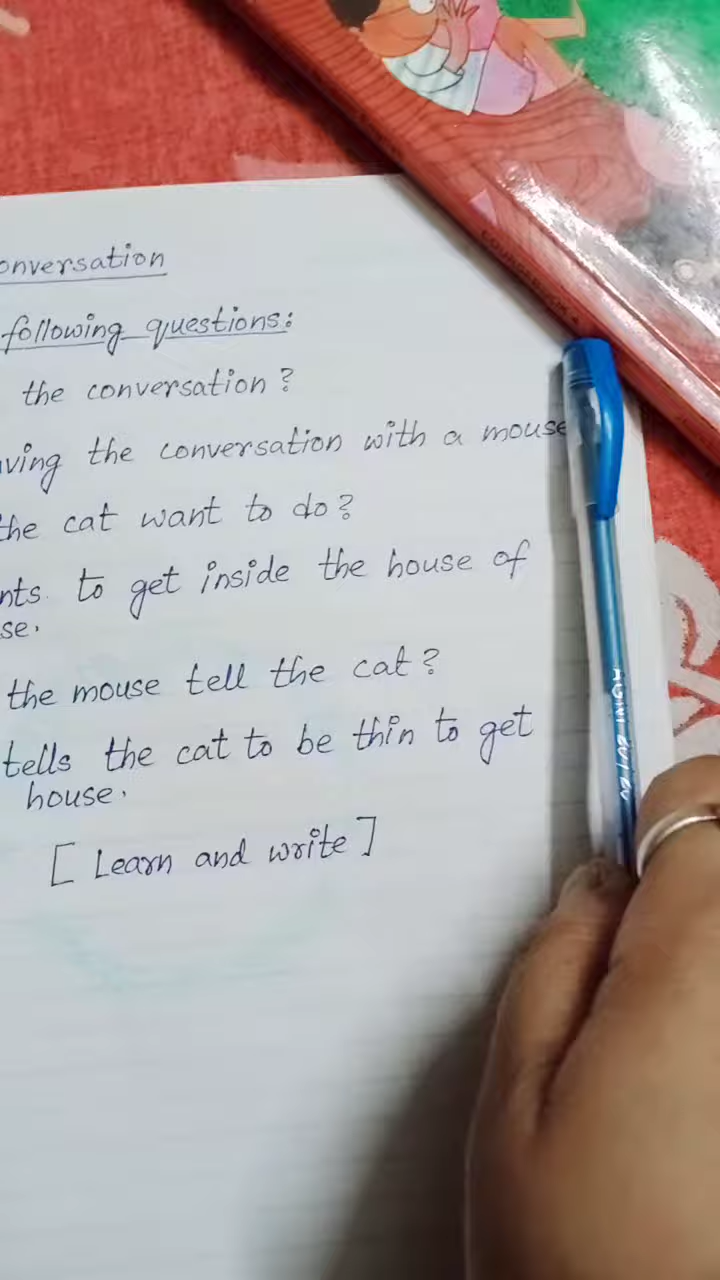 onversation
following questions:
the conversation?
ving the conversation with a mouse
the cat want to do?
nts. to get inside the house of
se.
the mouse tell the cat?
tells the cat to be thin to get
house.
[Learn and write]